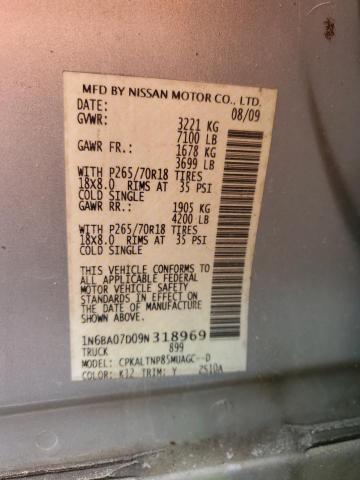 MFD BY NISSAN MOTOR CO., LTD.
DATE: 08/09
GVWR: 3221 KG
7100 LB
GAWR FR: 1678 KG
3699 LB
WITH P265/70R18 TIRES
18X8.0 RIMS AT 35 PSI
COLD SINGLE
GAWR RR: 1905 KG
4200 LB
WITH P265/70R18 TIRES
18X8.0 RIMS AT 35 PSI
COLD SINGLE
THIS VEHICLE CONFORMS TO
ALL APPLICABLE FEDERAL
MOTOR VEHICLE SAFETY
STANDARDS IN EFFECT ON THE
DATE OF MANUFACTURE SHOWN
ABOVE.
1N6BA07D09N318969
TRUCK 899
MODEL: CPKALTNP85MUAGC--D
COLOR: K12 TRIM: Y 2510A